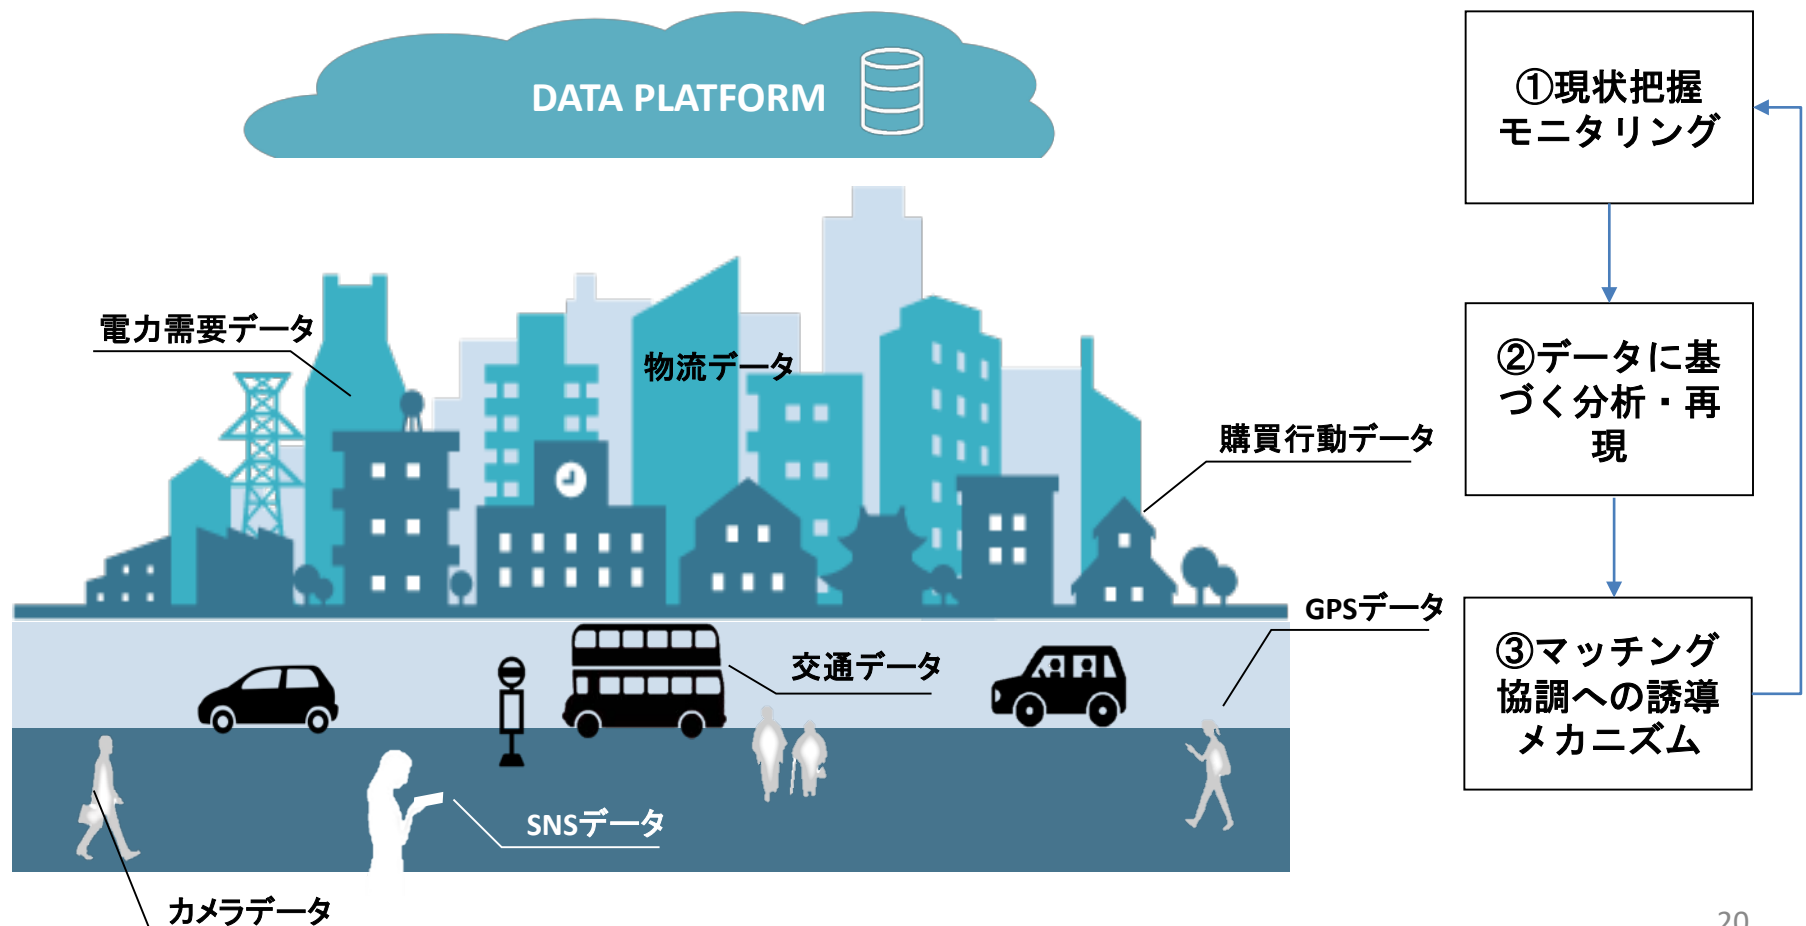 DATA PLATFORM
電力需要データ
物流データ
購買行動データ
GPSデータ
交通データ
SNSデータ
カメラデータ
①現状把握
モニタリング
②データに基
づく分析・再
現
③マッチング
協調への誘導
メカニズム
20